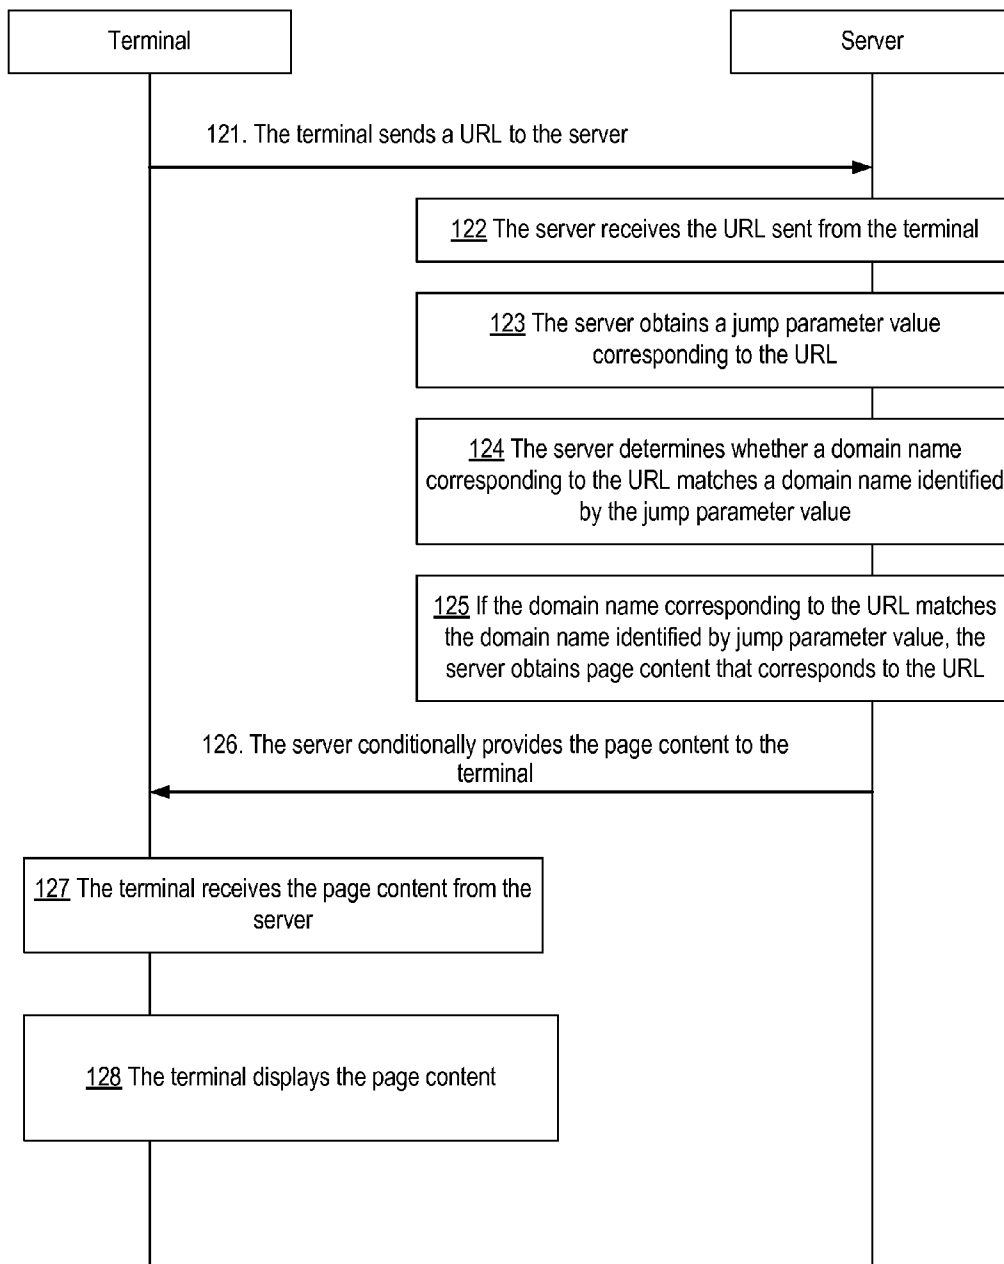 Terminal
Server
121. The terminal sends a URL to the server
122 The server receives the URL sent from the terminal
123 The server obtains a jump parameter value
corresponding to the URL
124 The server determines whether a domain name
corresponding to the URL matches a domain name identified
by the jump parameter value
125 If the domain name corresponding to the URL matches
the domain name identified by jump parameter value, the
server obtains page content that corresponds to the URL
126. The server conditionally provides the page content to the
terminal
127 The terminal receives the page content from the
server
128 The terminal displays the page content